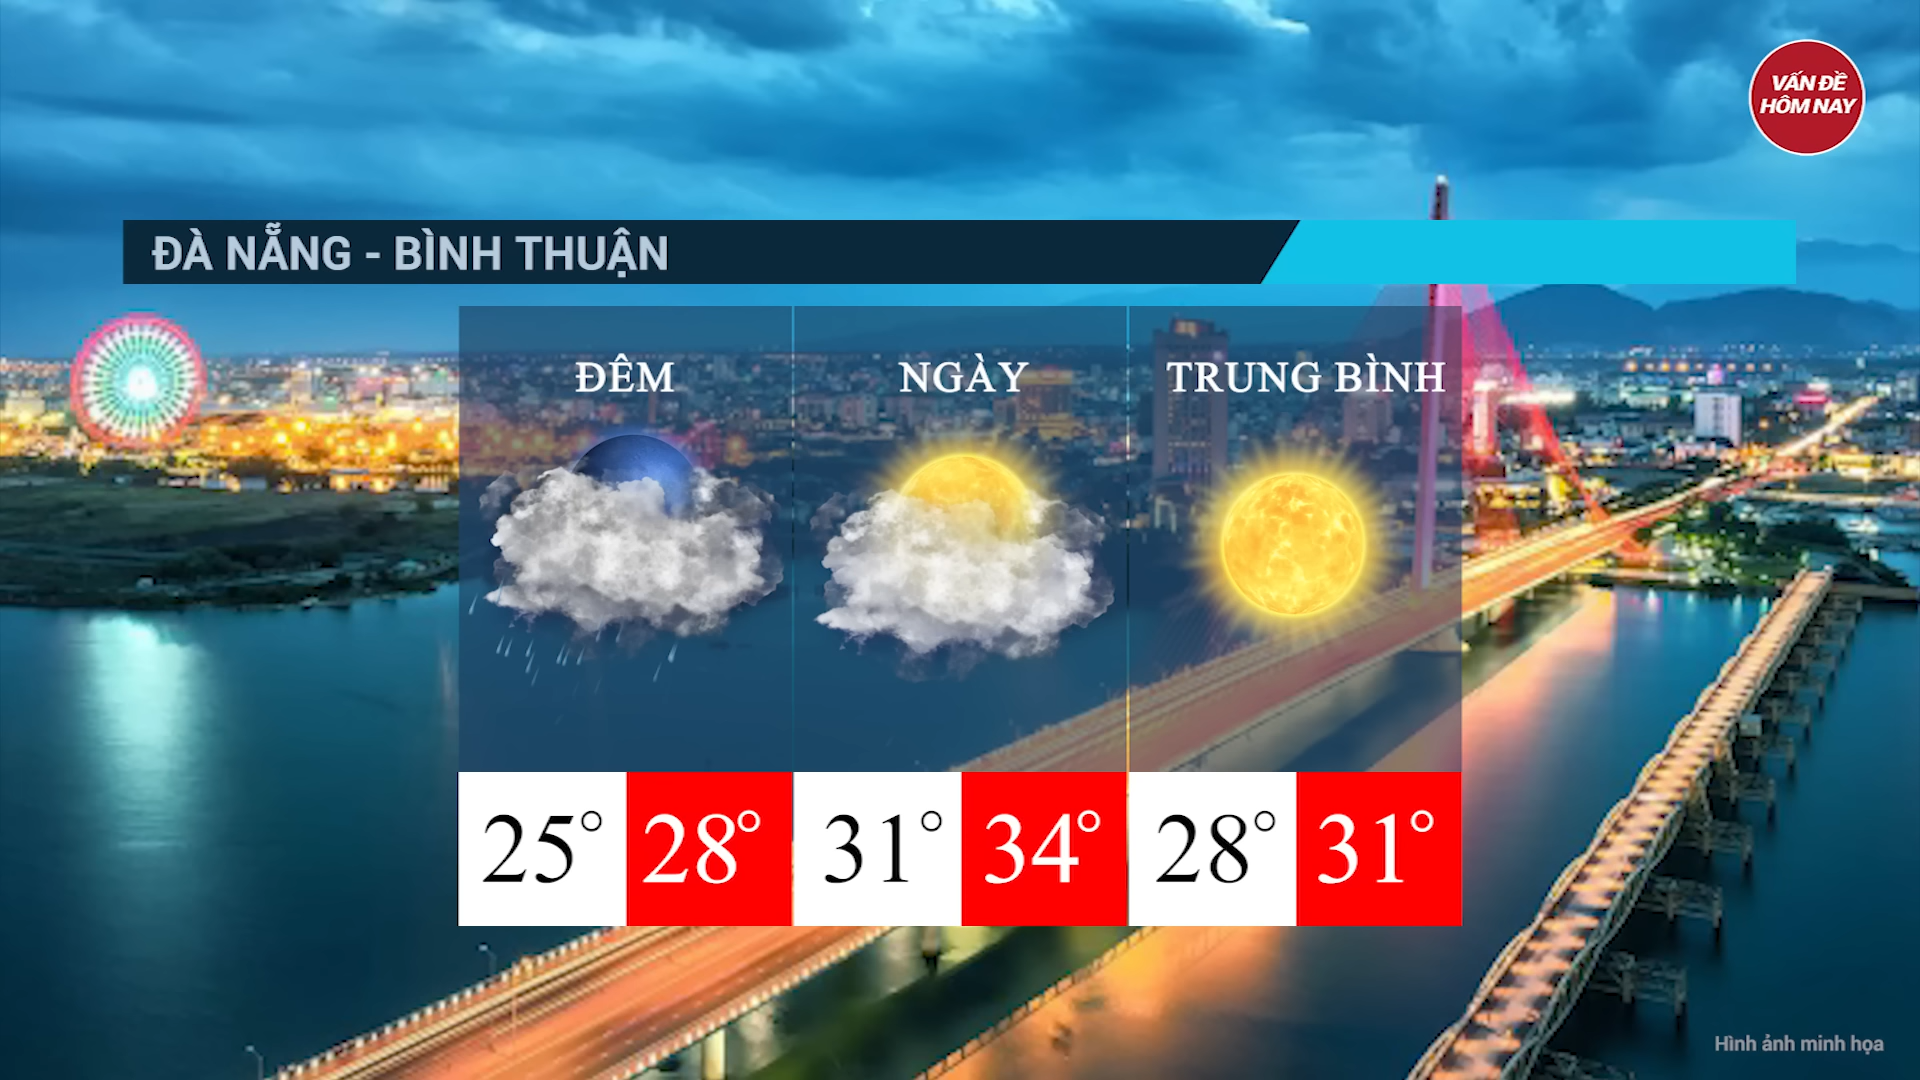 VẤN ĐỀ
HÔM NAY
ĐÀ NẴNG - BÌNH THUẬN
ĐÊM
NGÀY
TRUNG BÌNH
25° 28° 31° 34° 28° 31°
Hình ảnh minh họa